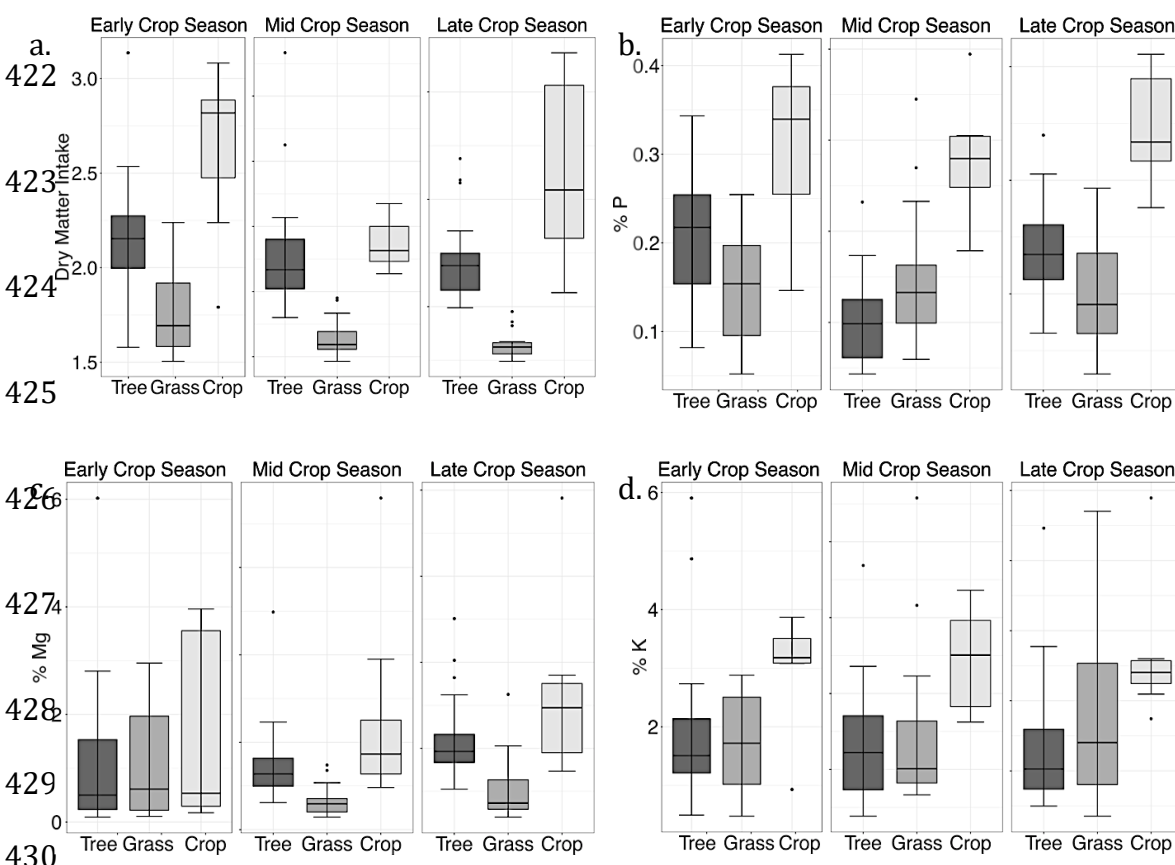 a.
Early Crop Season Mid Crop Season Late Crop Season
b.
Early Crop Season Mid Crop Season Late Crop Season
422
423
424
425
Dry Matter Intake
3.0
2.5
2.0
1.5
Tree Grass Crop Tree Grass Crop Tree Grass Crop
% P
0.4
0.3
0.2
0.1
Tree Grass Crop Tree Grass Crop Tree Grass Crop
c.
Early Crop Season Mid Crop Season Late Crop Season
d.
Early Crop Season Mid Crop Season Late Crop Season
426
427
428
429
430
% Mg
6
4
2
0
Tree Grass Crop Tree Grass Crop Tree Grass Crop
% K
6
4
2
Tree Grass Crop Tree Grass Crop Tree Grass Crop